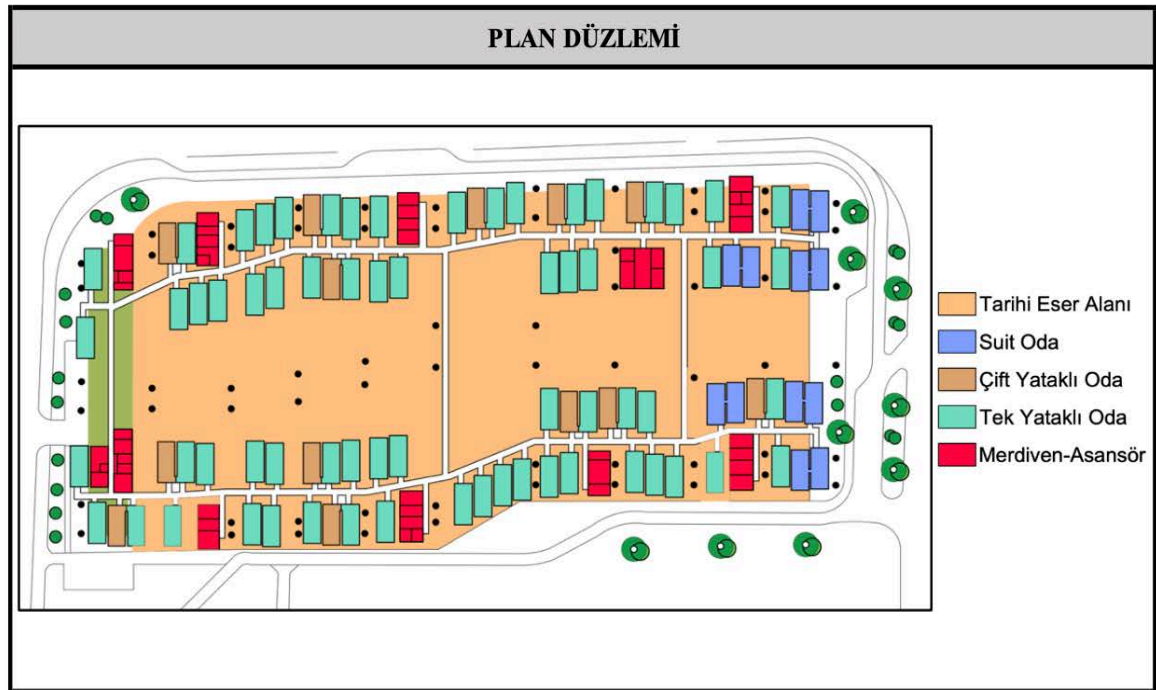 PLAN DÜZLEMİ
Tarihi Eser Alanı
Suit Oda
Çift Yataklı Oda
Tek Yataklı Oda
Merdiven-Asansör